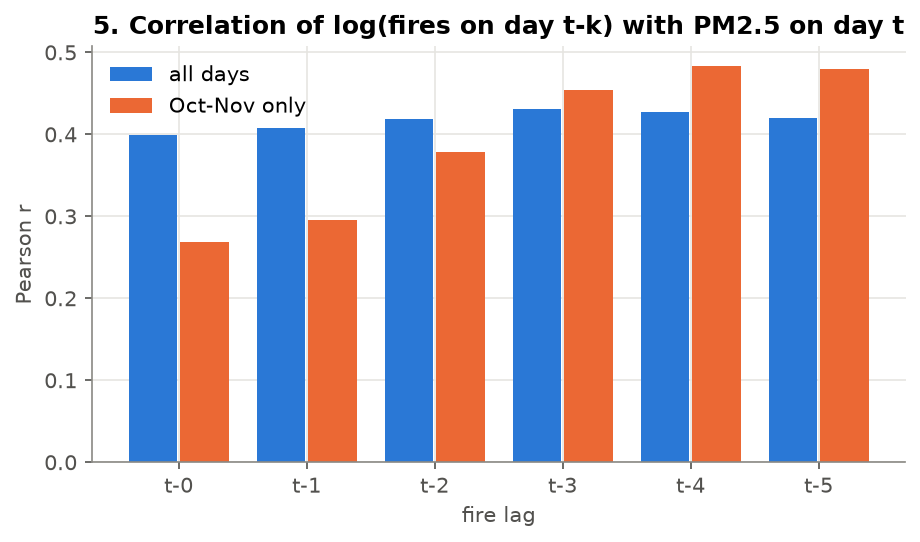 5. Correlation of log(fires on day t-k) with PM2.5 on day t
0.5
all days
Oct-Nov only
0.4
0.3
0.2
0.1
0.0
Pearson r
t-0 t-1 t-2 t-3 t-4 t-5
fire lag